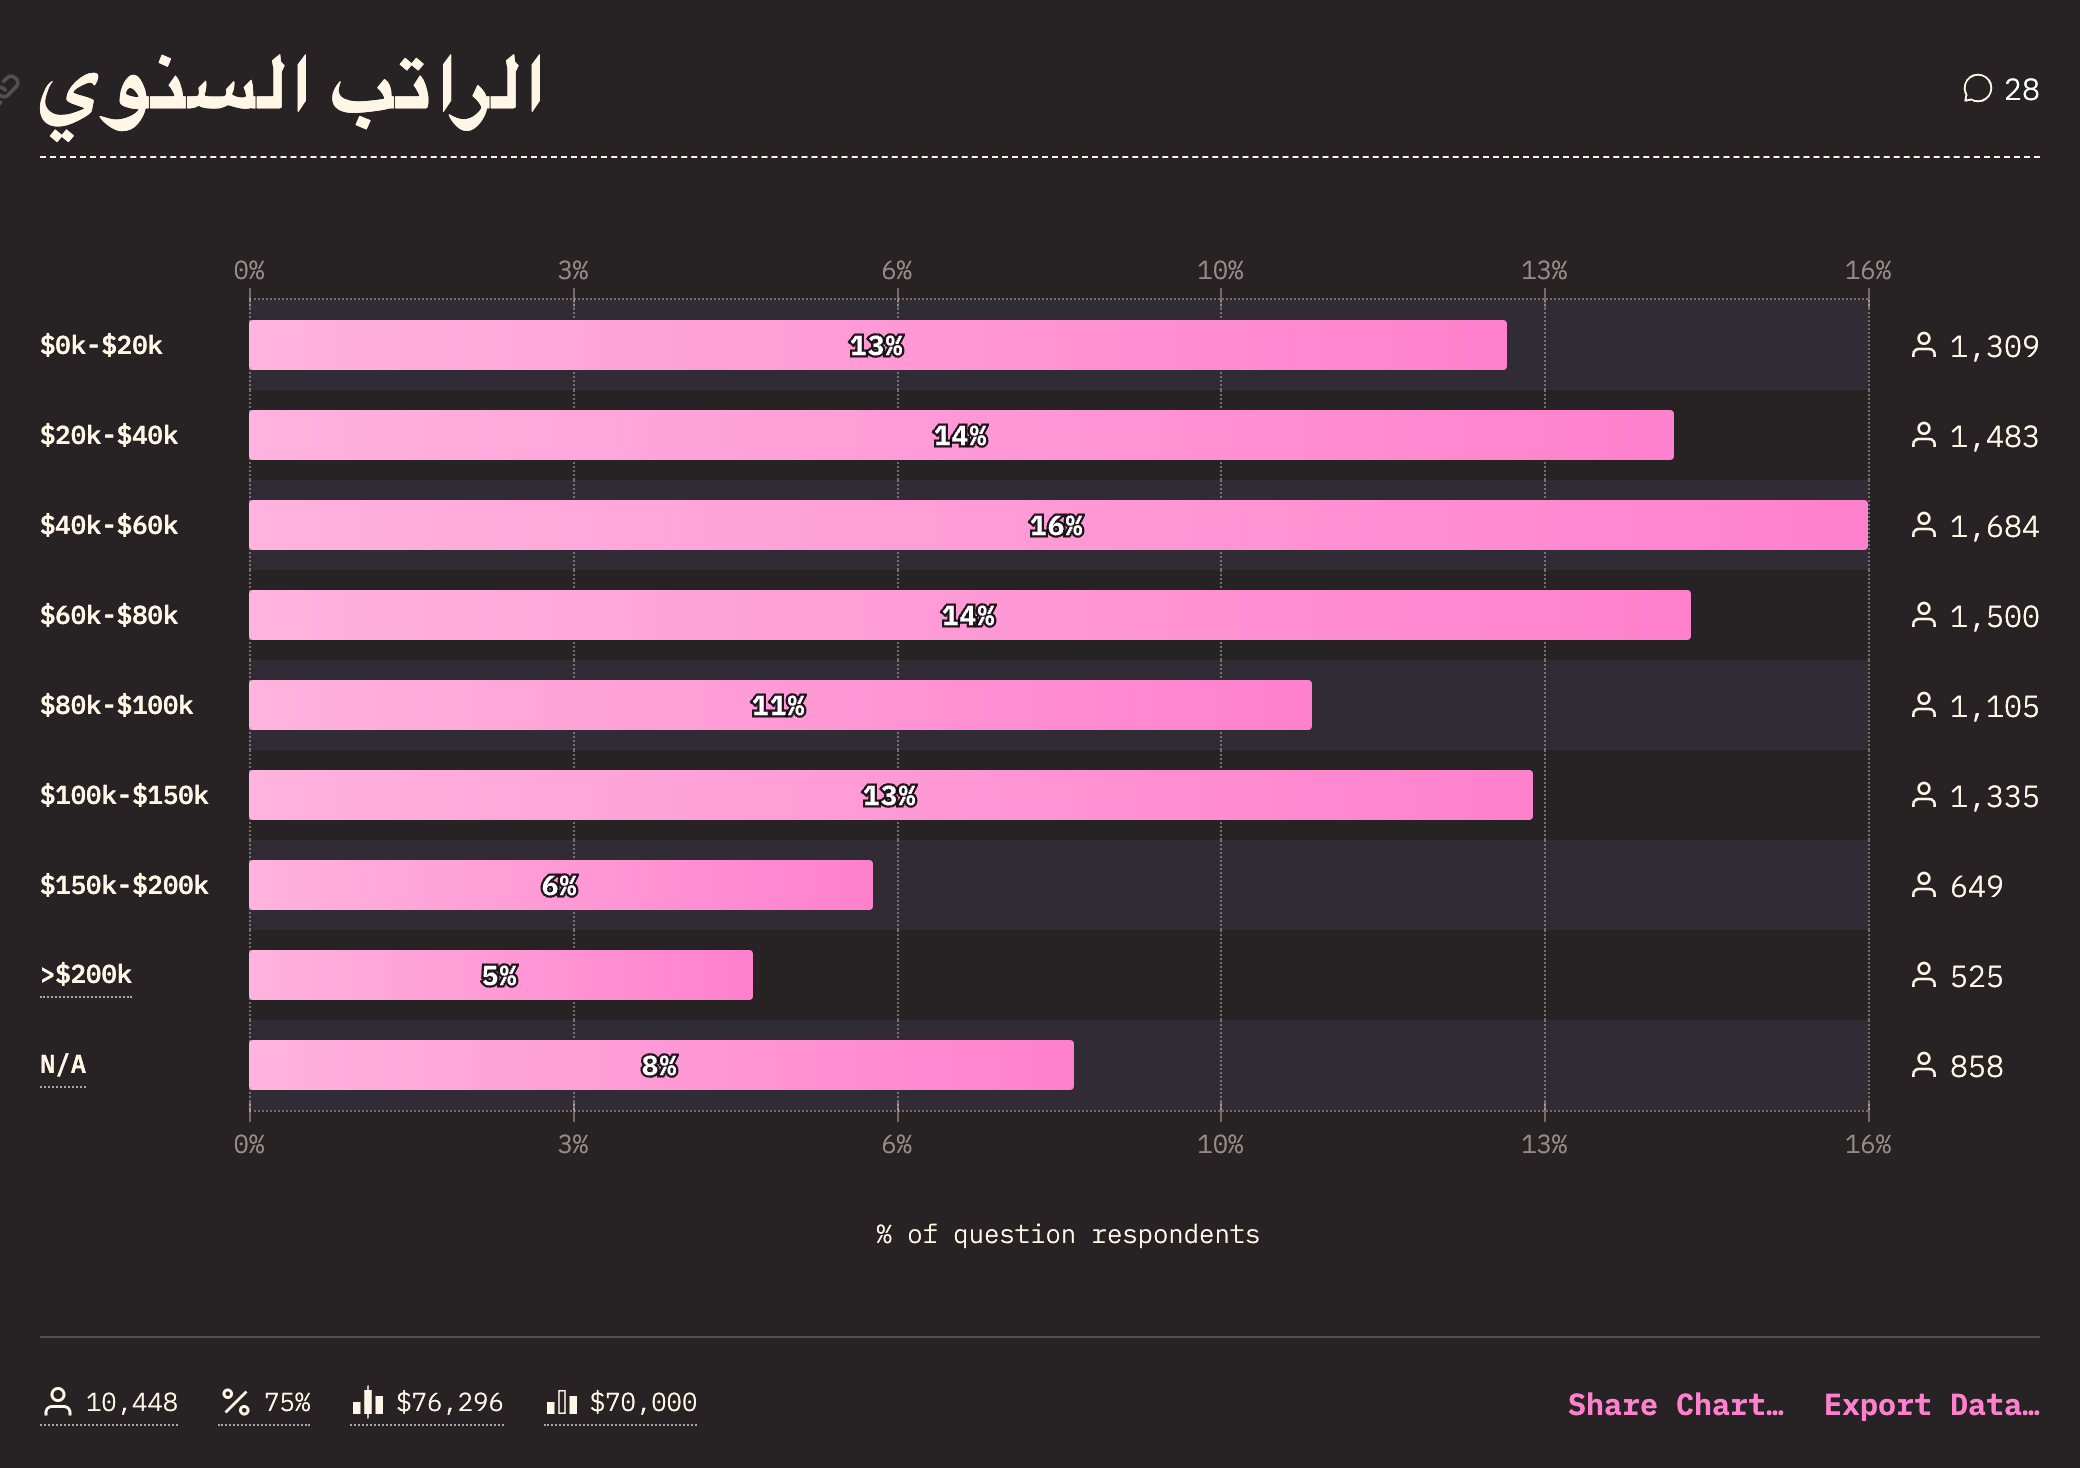 الراتب السنوي
28
0% 3% 6% 10% 13% 16%
$0k-$20k 13% 1,309
$20k-$40k 14% 1,483
$40k-$60k 16% 1,684
$60k-$80k 14% 1,500
$80k-$100k 11% 1,105
$100k-$150k 13% 1,335
$150k-$200k 6% 649
>$200k 5% 525
N/A 8% 858
0% 3% 6% 10% 13% 16%
% of question respondents
10,448 % 75% $76,296 $70,000 Share Chart… Export Data…